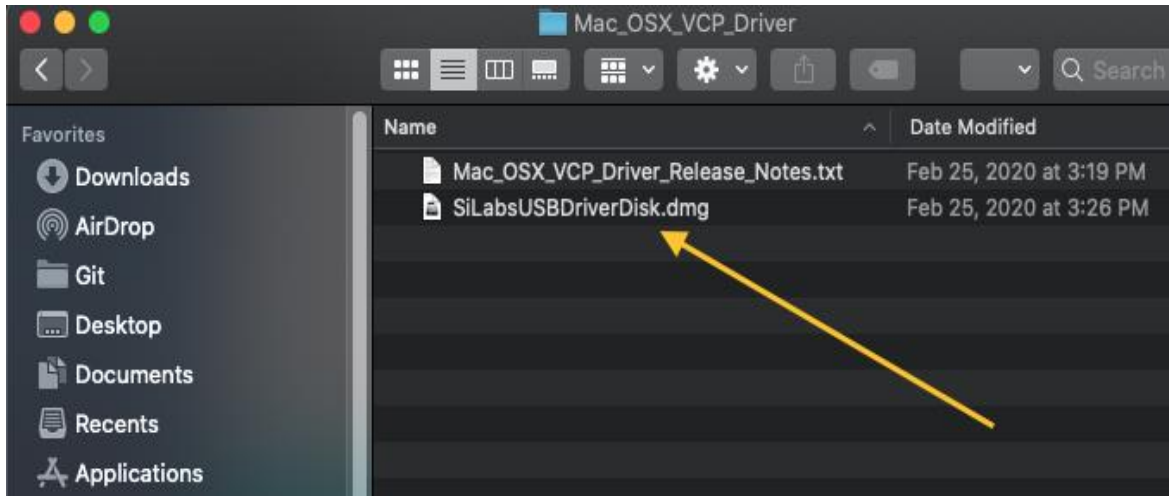 Mac_OSX_VCP_Driver
Search
Favorites
Downloads
AirDrop
Git
Desktop
Documents
Recents
Applications
Name
Date Modified
Mac_OSX_VCP_Driver_Release_Notes.txt
Feb 25, 2020 at 3:19 PM
SiLabsUSBDriverDisk.dmg
Feb 25, 2020 at 3:26 PM